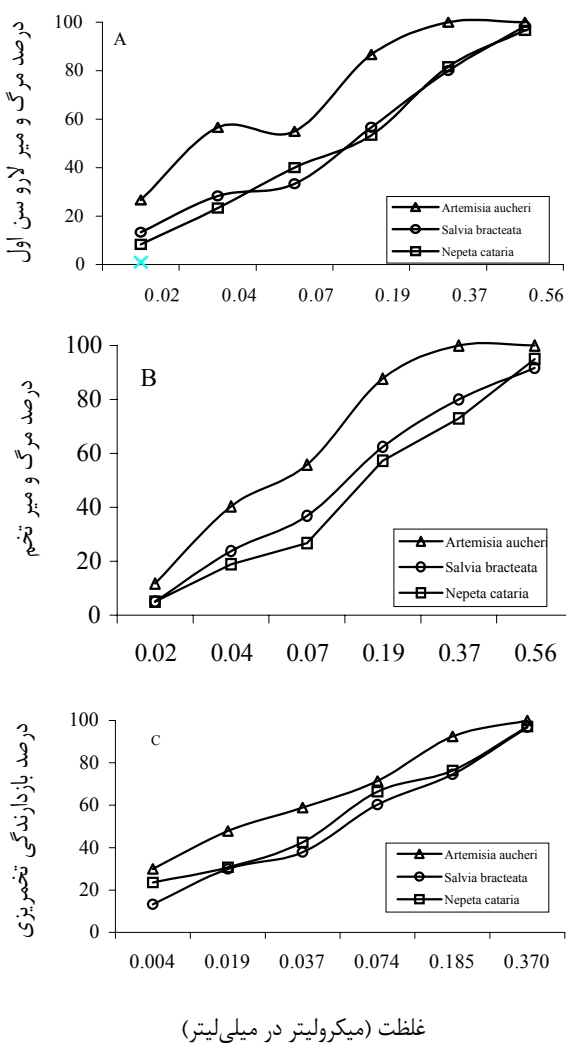 درصد مرگ و میر لارو سن اول
A
100
80
60
40
20
0
Artemisia aucheri
Salvia bracteata
Nepeta cataria
0.02 0.04 0.07 0.19 0.37 0.56
درصد مرگ و میر تخم
B
100
80
60
40
20
0
Artemisia aucheri
Salvia bracteata
Nepeta cataria
0.02 0.04 0.07 0.19 0.37 0.56
درصد بازدارندگی تخمریزی
C
100
80
60
40
20
0
Artemisia aucheri
Salvia bracteata
Nepeta cataria
0.004 0.019 0.037 0.074 0.185 0.370
غلظت (میکرولیتر در میلی‌لیتر)